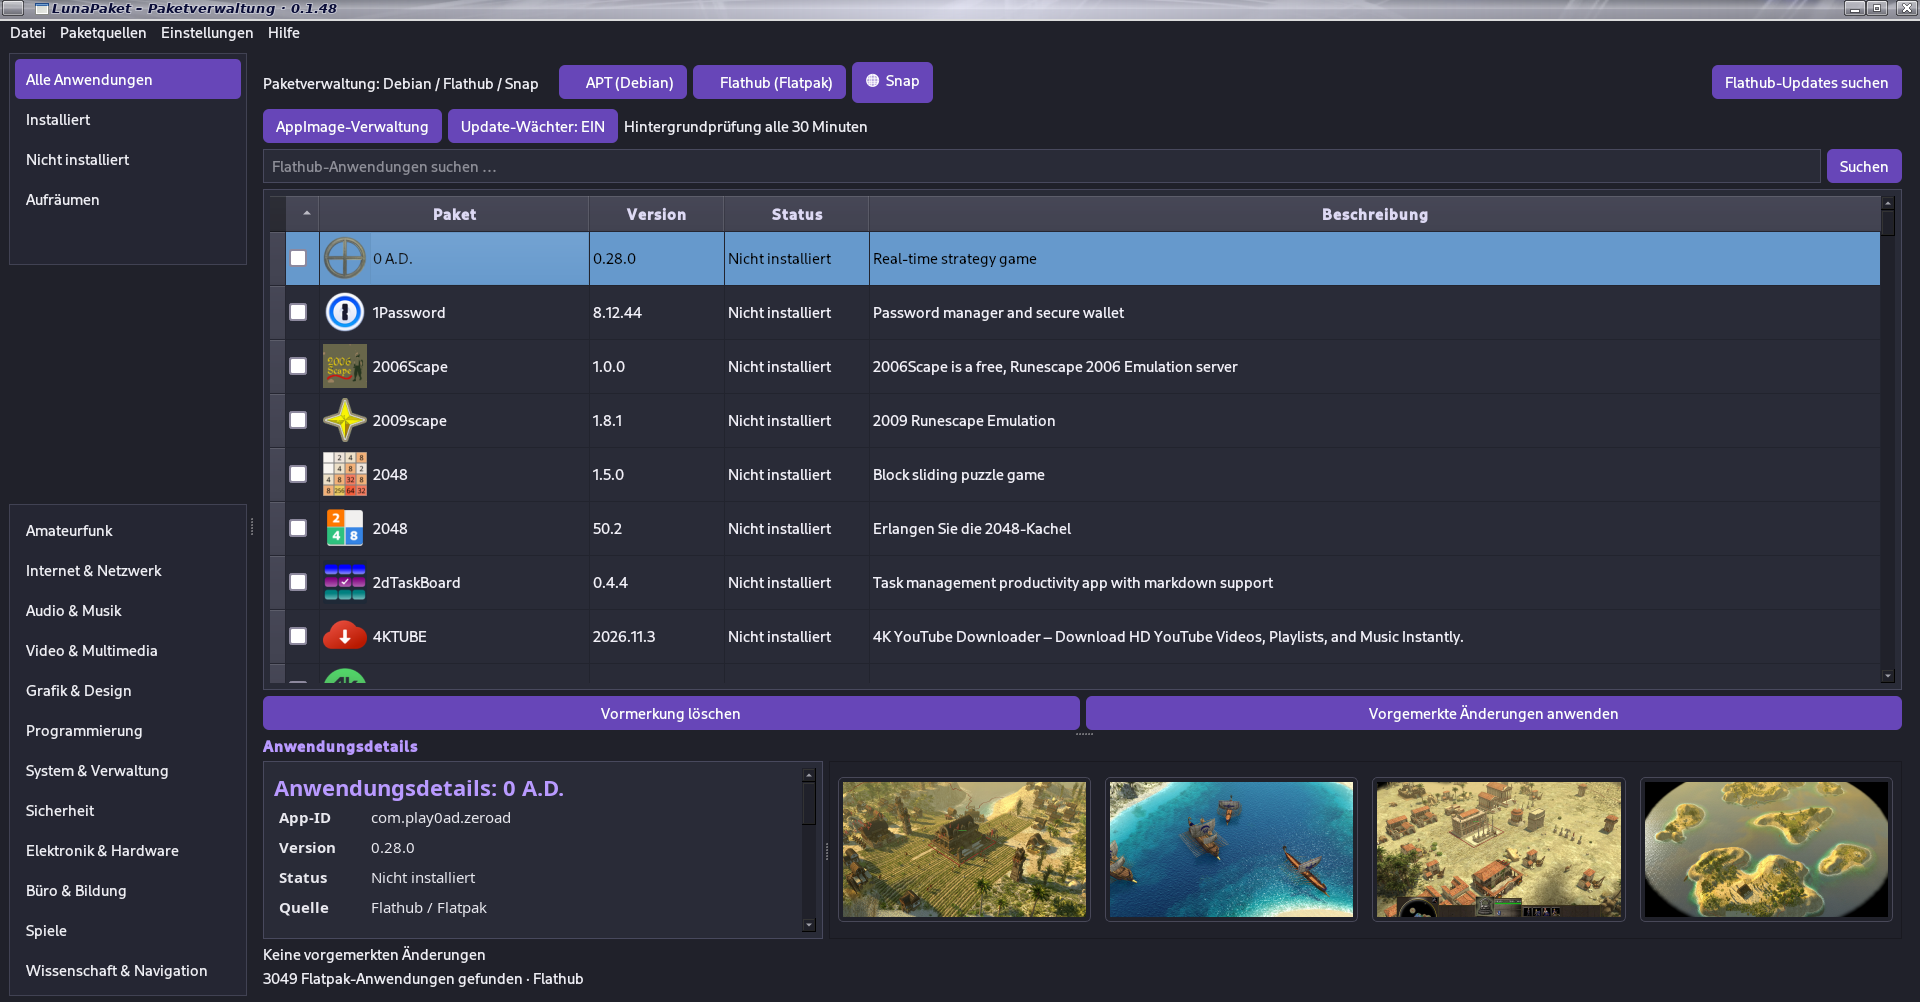 LunaPaket - Paketverwaltung · 0.1.48
Datei Paketquellen Einstellungen Hilfe
Alle Anwendungen
Installiert
Nicht installiert
Aufräumen
Amateurfunk
Internet & Netzwerk
Audio & Musik
Video & Multimedia
Grafik & Design
Programmierung
System & Verwaltung
Sicherheit
Elektronik & Hardware
Büro & Bildung
Spiele
Wissenschaft & Navigation
Paketverwaltung: Debian / Flathub / Snap APT (Debian) Flathub (Flatpak) Snap Flathub-Updates suchen
AppImage-Verwaltung Update-Wächter: EIN Hintergrundprüfung alle 30 Minuten
Flathub-Anwendungen suchen ... Suchen
Paket Version Status Beschreibung
0 A.D. 0.28.0 Nicht installiert Real-time strategy game
1Password 8.12.44 Nicht installiert Password manager and secure wallet
2006Scape 1.0.0 Nicht installiert 2006Scape is a free, Runescape 2006 Emulation server
2009scape 1.8.1 Nicht installiert 2009 Runescape Emulation
2048 1.5.0 Nicht installiert Block sliding puzzle game
2048 50.2 Nicht installiert Erlangen Sie die 2048-Kachel
2dTaskBoard 0.4.4 Nicht installiert Task management productivity app with markdown support
4KTUBE 2026.11.3 Nicht installiert 4K YouTube Downloader – Download HD YouTube Videos, Playlists, and Music Instantly.
Vormerkung löschen Vorgemerkte Änderungen anwenden
Anwendungsdetails
Anwendungsdetails: 0 A.D.
App-ID com.play0ad.zeroad
Version 0.28.0
Status Nicht installiert
Quelle Flathub / Flatpak
Keine vorgemerkten Änderungen
3049 Flatpak-Anwendungen gefunden · Flathub